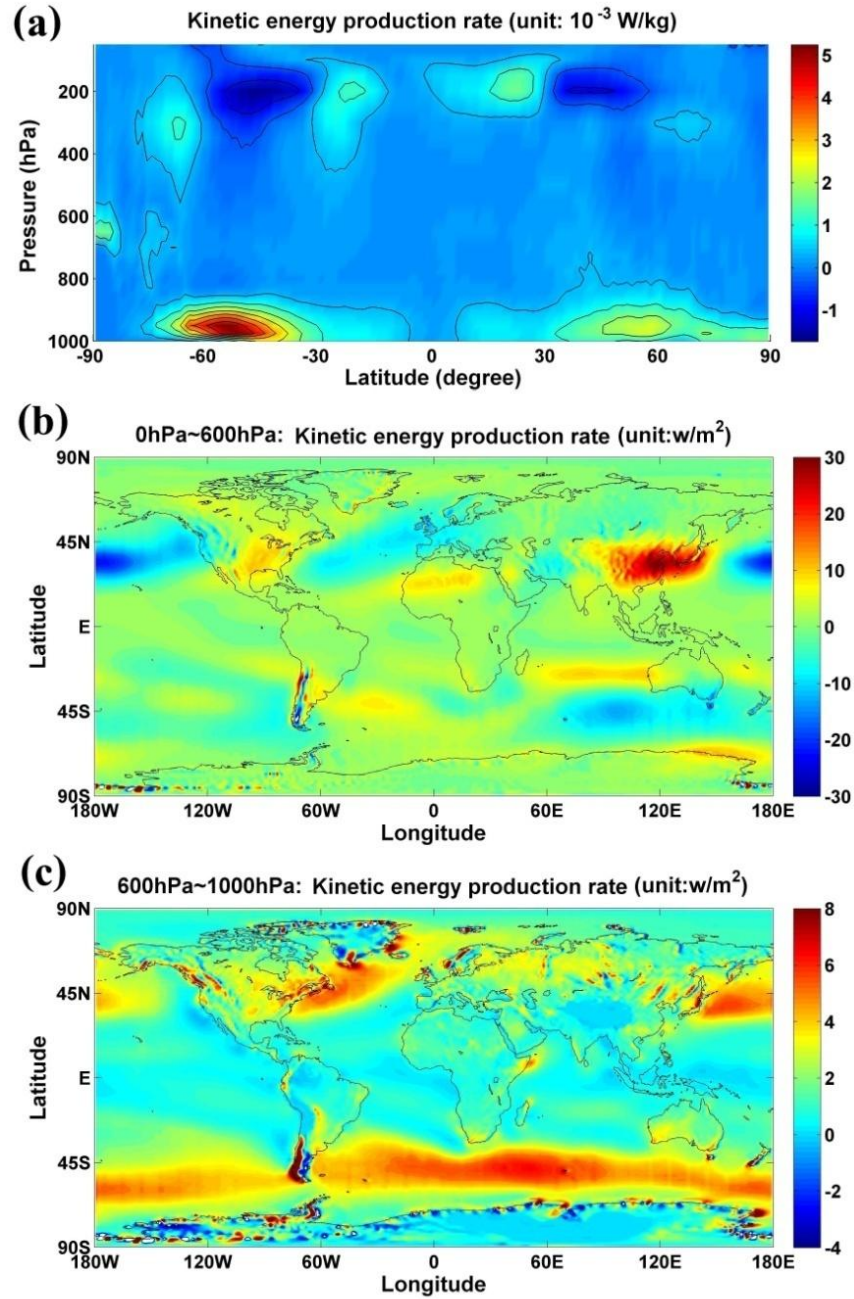 (a)
Kinetic energy production rate (unit: 10⁻³ W/kg)
Pressure (hPa)
200
400
600
800
1000
-90 -60 -30 0 30 60 90
Latitude (degree)
5
4
3
2
1
0
-1
(b)
0hPa~600hPa: Kinetic energy production rate (unit:w/m²)
Latitude
90N
45N
E
45S
90S
180W 120W 60W 0 60E 120E 180E
Longitude
30
20
10
0
-10
-20
-30
(c)
600hPa~1000hPa: Kinetic energy production rate (unit:w/m²)
Latitude
90N
45N
E
45S
90S
180W 120W 60W 0 60E 120E 180E
Longitude
8
6
4
2
0
-2
-4